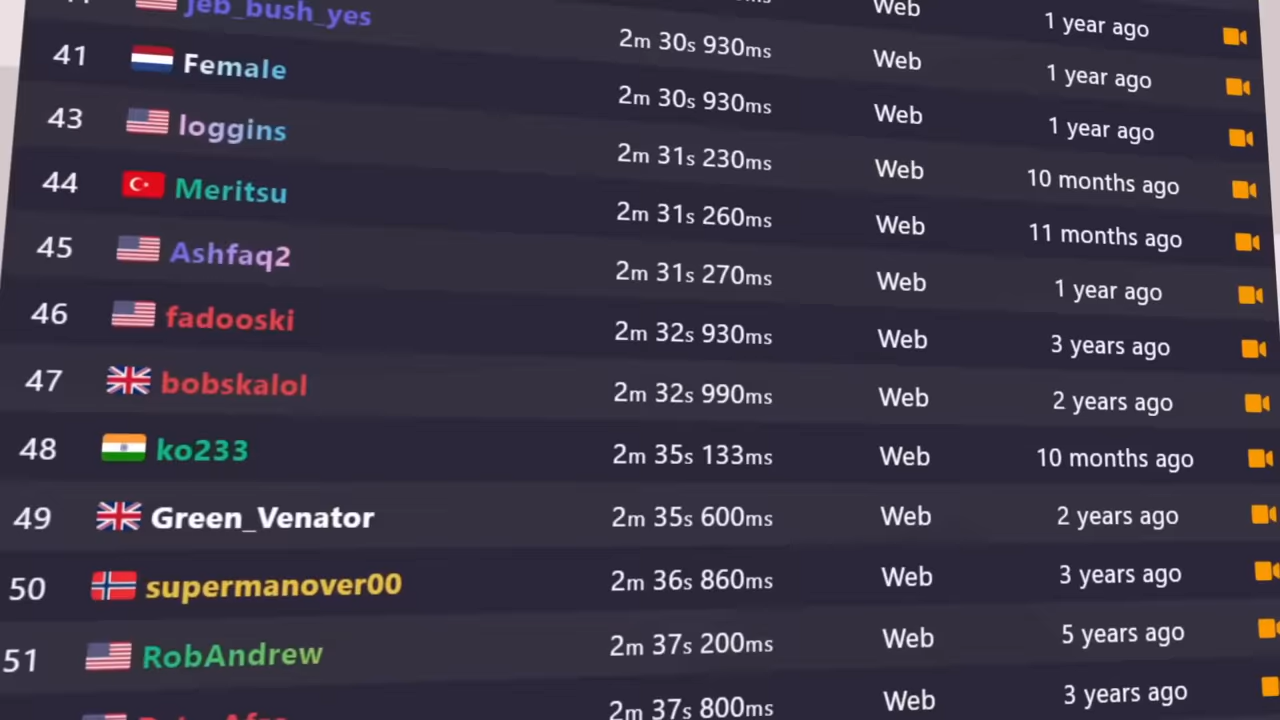 Web 1 year ago
jeb_bush_yes 2m 30s 930ms Web 1 year ago
41 Female 2m 30s 930ms Web 1 year ago
43 loggins 2m 31s 230ms Web 10 months ago
44 Meritsu 2m 31s 260ms Web 11 months ago
45 Ashfaq2 2m 31s 270ms Web 1 year ago
46 fadooski 2m 32s 930ms Web 3 years ago
47 bobskalol 2m 32s 990ms Web 2 years ago
48 ko233 2m 35s 133ms Web 10 months ago
49 Green_Venator 2m 35s 600ms Web 2 years ago
50 supermanover00 2m 36s 860ms Web 3 years ago
51 RobAndrew 2m 37s 200ms Web 5 years ago
2m 37s 800ms Web 3 years ago